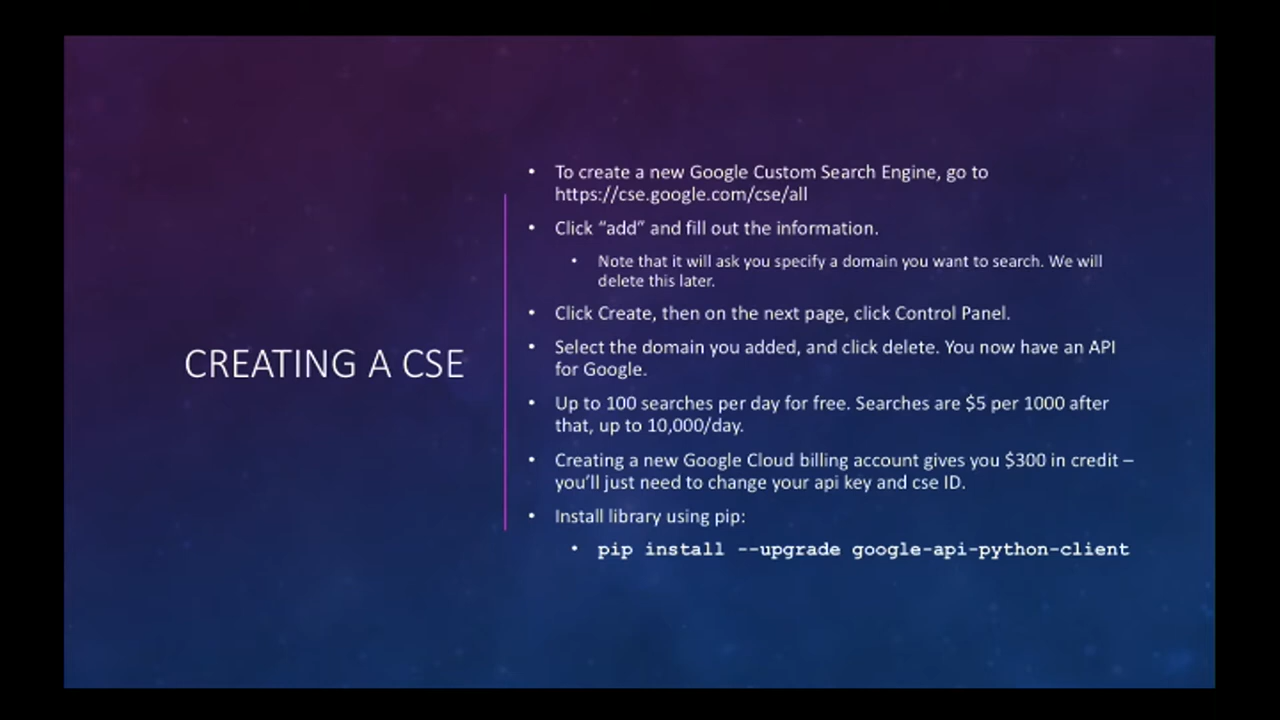 CREATING A CSE
• To create a new Google Custom Search Engine, go to
https://cse.google.com/cse/all
• Click “add” and fill out the information.
• Note that it will ask you specify a domain you want to search. We will
delete this later.
• Click Create, then on the next page, click Control Panel.
• Select the domain you added, and click delete. You now have an API
for Google.
• Up to 100 searches per day for free. Searches are $5 per 1000 after
that, up to 10,000/day.
• Creating a new Google Cloud billing account gives you $300 in credit –
you’ll just need to change your api key and cse ID.
• Install library using pip:
• pip install --upgrade google-api-python-client